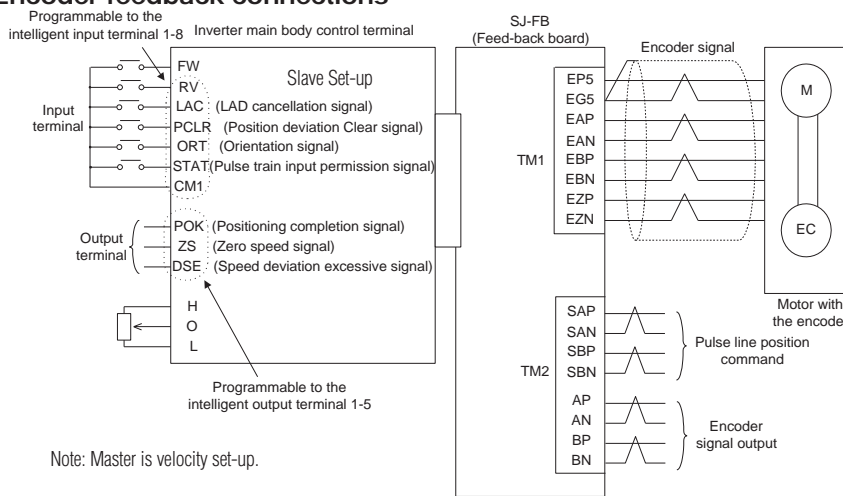 Encoder feedback connections
Programmable to the
intelligent input terminal 1-8
Inverter main body control terminal
Slave Set-up
Input
terminal
FW
RV
LAC (LAD cancellation signal)
PCLR (Position deviation Clear signal)
ORT (Orientation signal)
STAT(Pulse train input permission signal)
CM1
Output
terminal
POK (Positioning completion signal)
ZS (Zero speed signal)
DSE (Speed deviation excessive signal)
H
O
L
Programmable to the
intelligent output terminal 1-5
Note: Master is velocity set-up.
SJ-FB
(Feed-back board)
Encoder signal
TM1
EP5
EG5
EAP
EAN
EBP
EBN
EZP
EZN
M
EC
Motor with
the encode
TM2
SAP
SAN
SBP
SBN
Pulse line position
command
AP
AN
BP
BN
Encoder
signal output